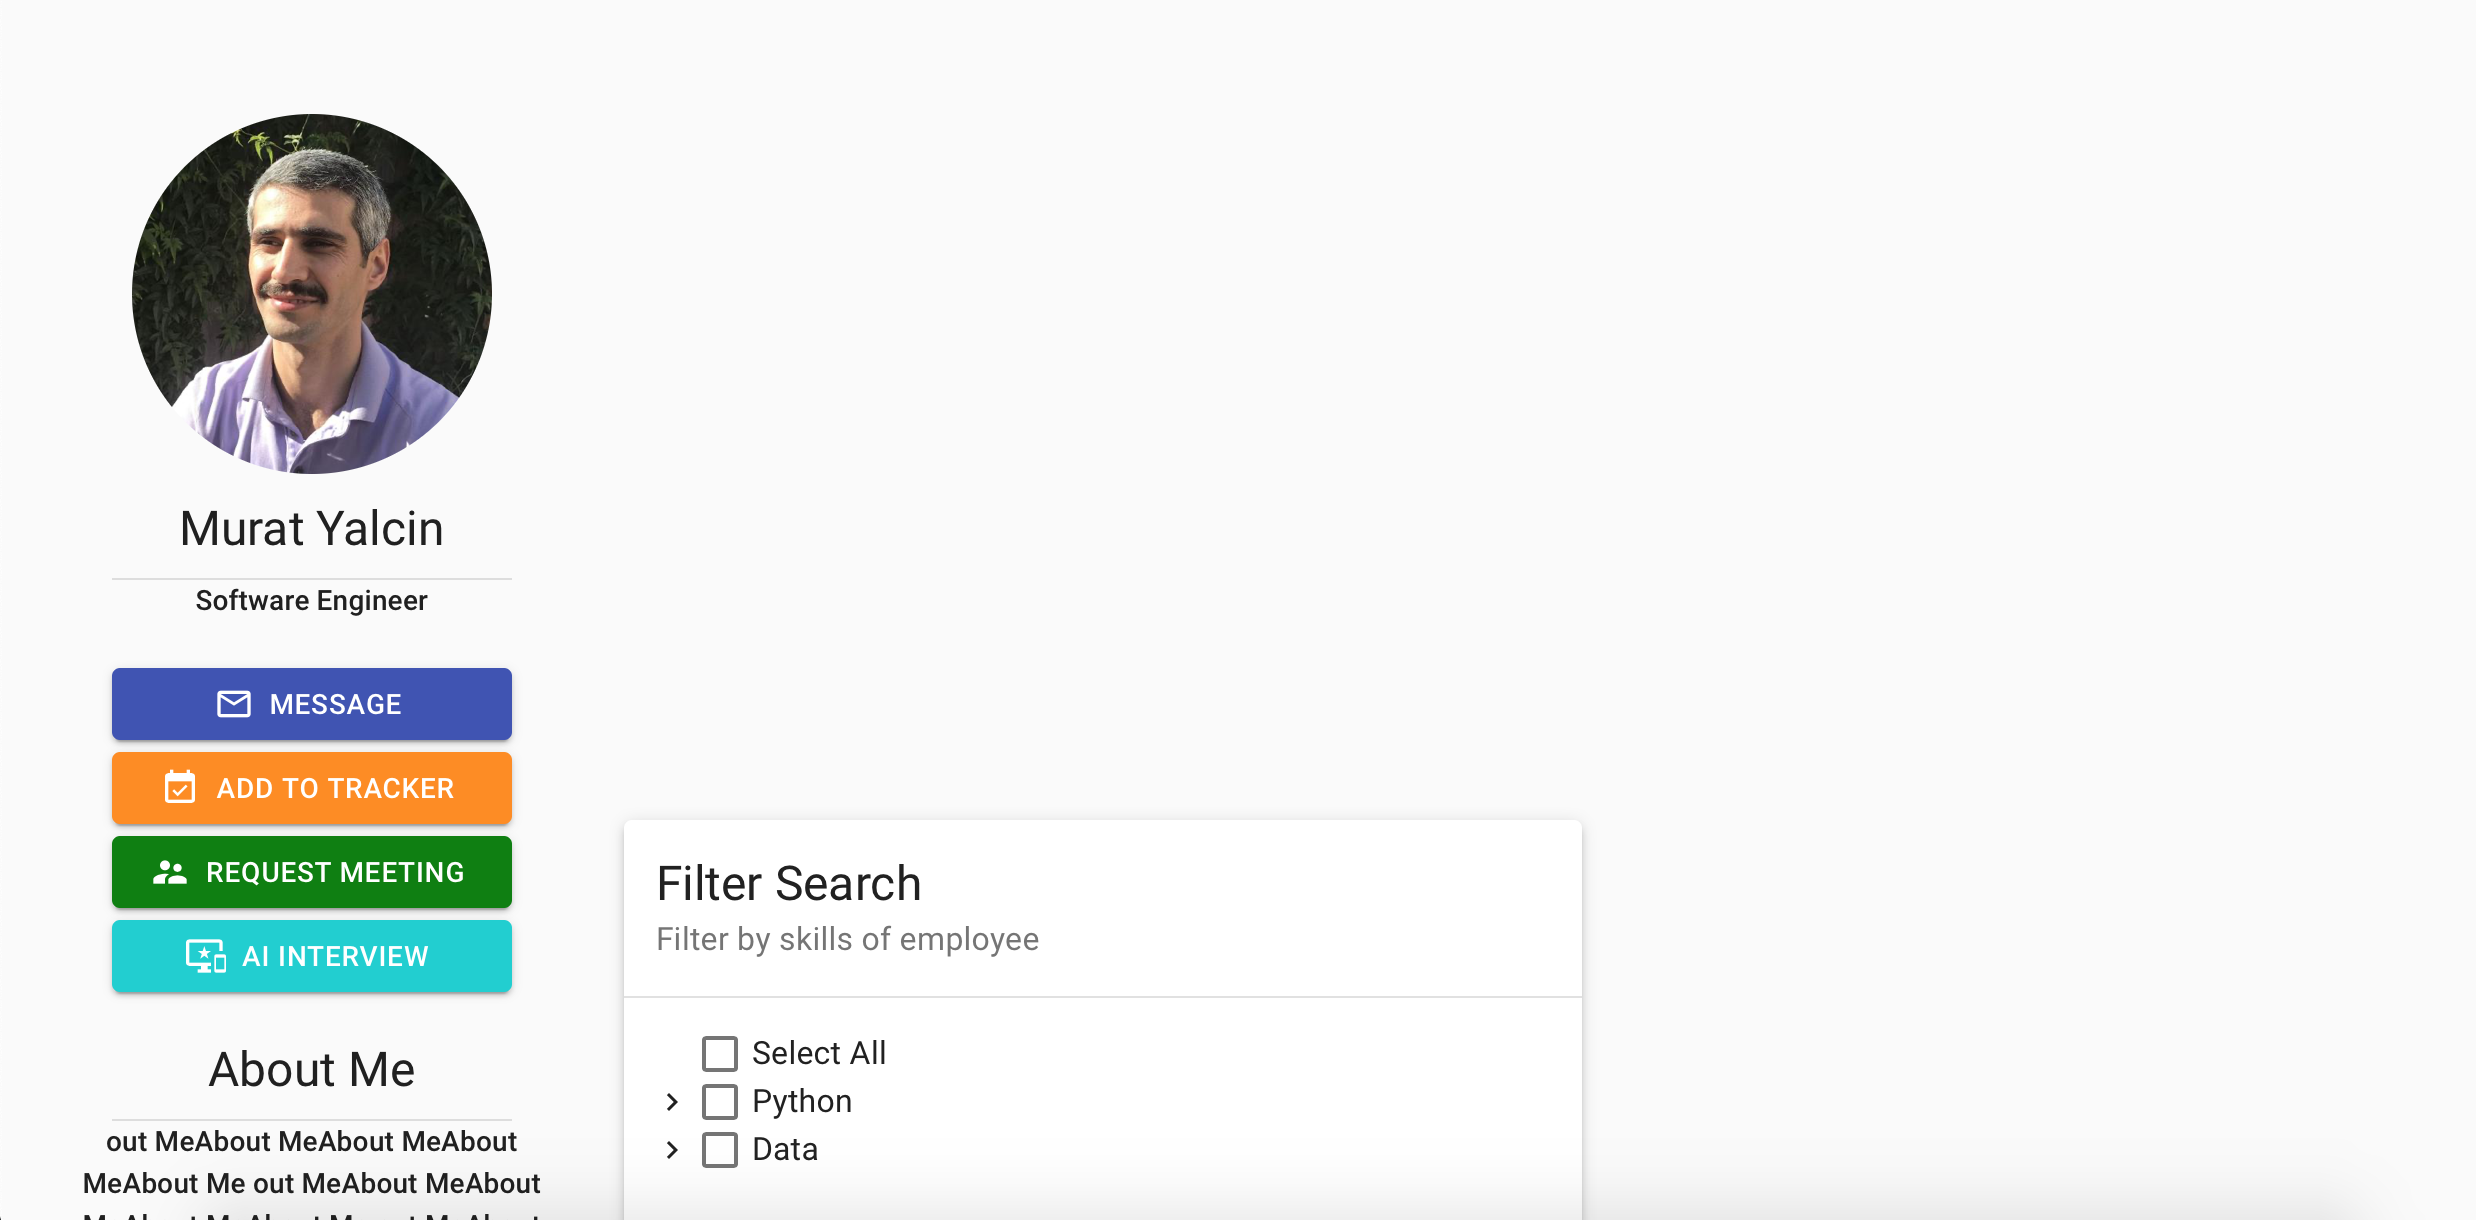 Murat Yalcin
Software Engineer
MESSAGE
ADD TO TRACKER
REQUEST MEETING
AI INTERVIEW
About Me
out MeAbout MeAbout MeAbout
MeAbout Me out MeAbout MeAbout
Filter Search
Filter by skills of employee
Select All
Python
Data